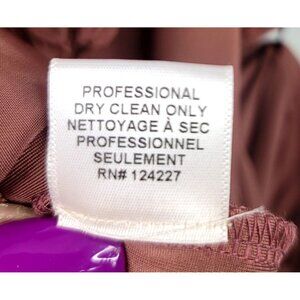 PROFESSIONAL
DRY CLEAN ONLY
NETTOYAGE À SEC
PROFESSIONNEL
SEULEMENT
RN# 124227